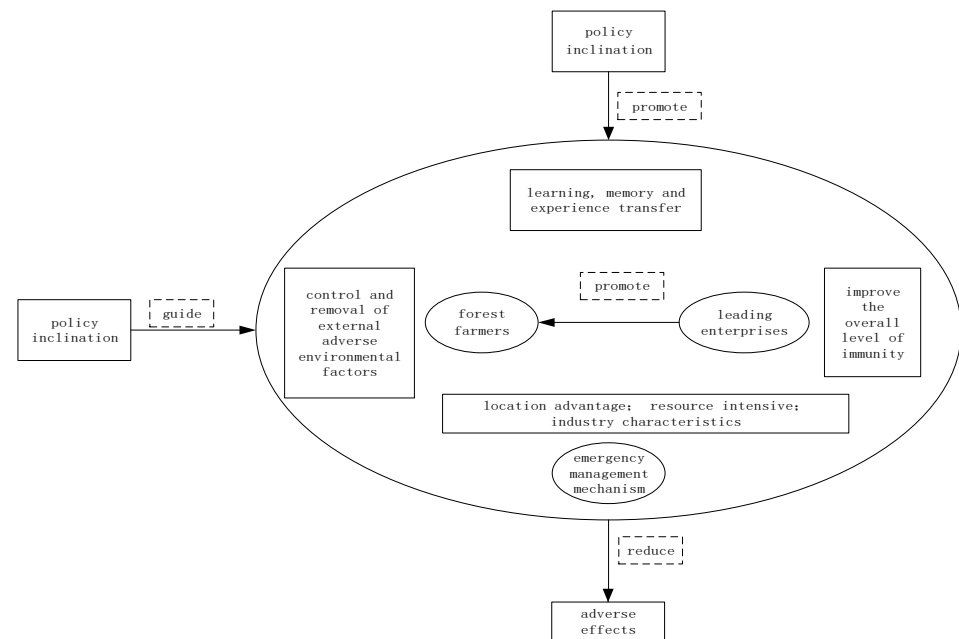 policy
inclination
promote
learning, memory and
experience transfer
control and
removal of
external
adverse
environmental
factors
forest
farmers
promote
leading
enterprises
improve
the
overall
level of
immunity
policy
inclination
guide
location advantage; resource intensive;
industry characteristics
emergency
management
mechanism
reduce
adverse
effects